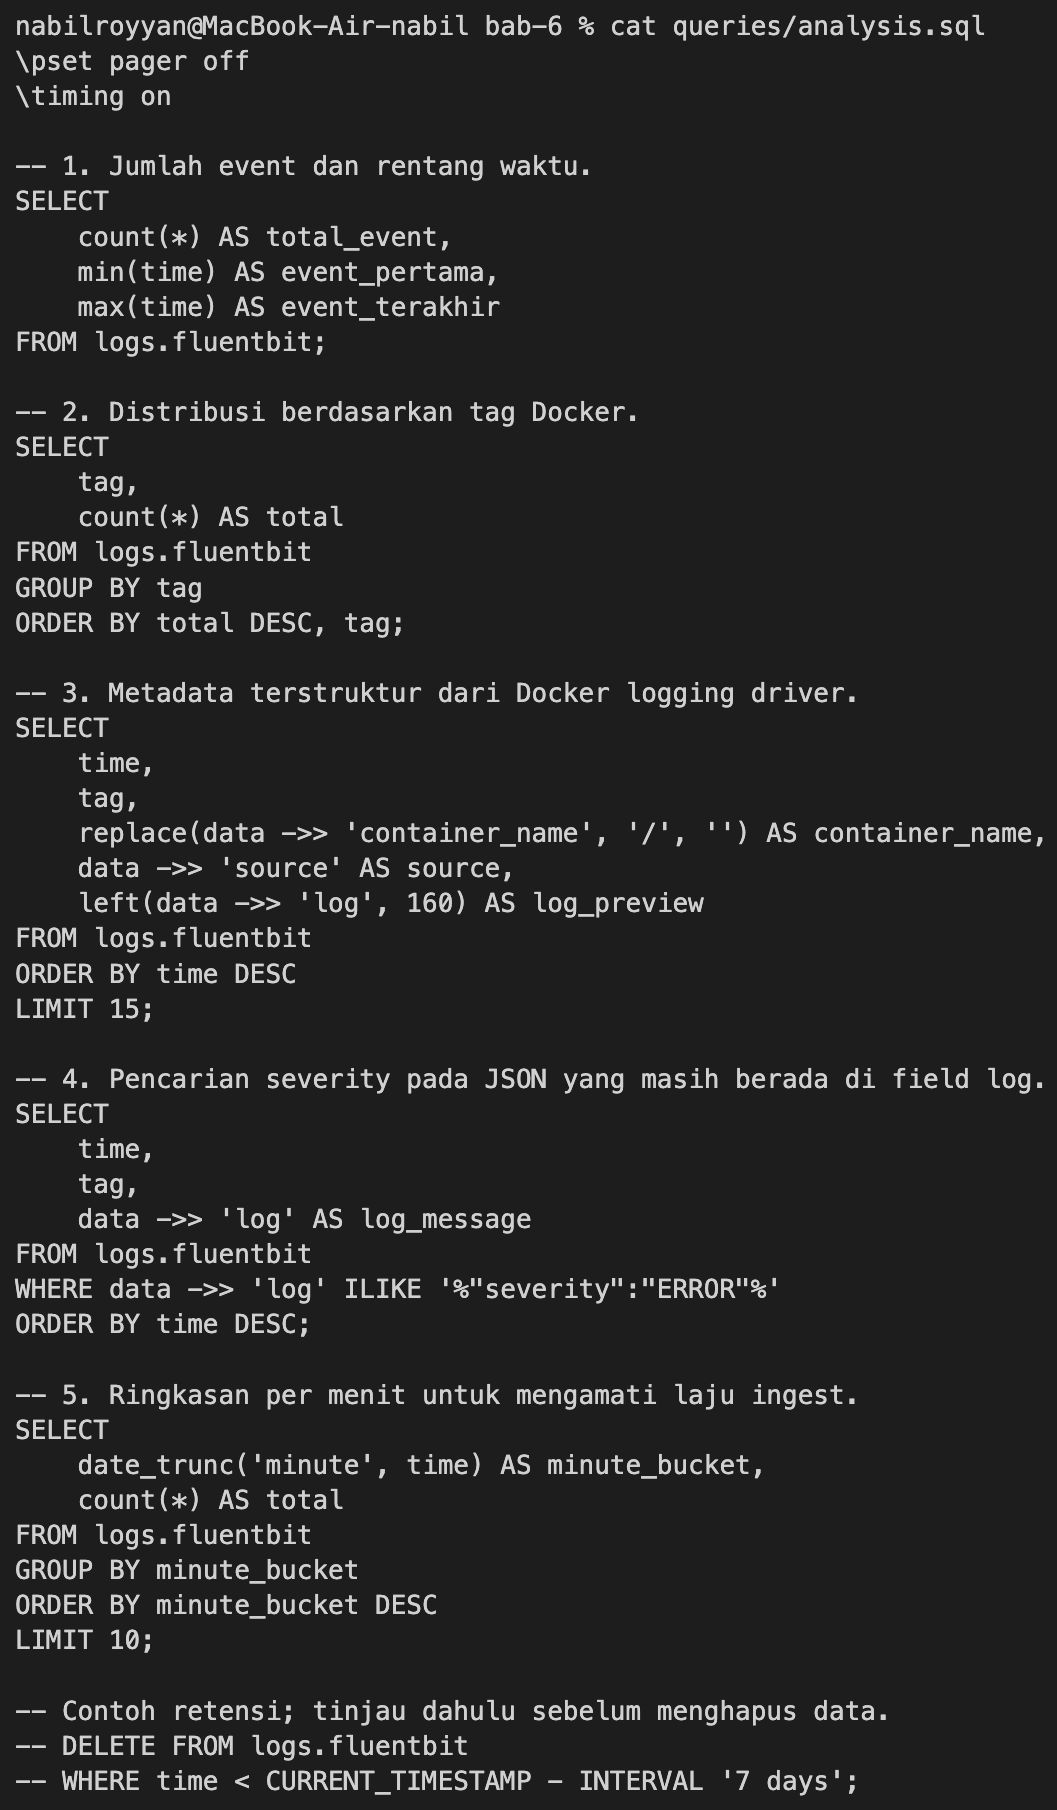 nabilroyyan@MacBook-Air-nabil bab-6 % cat queries/analysis.sql
\pset pager off
\timing on

-- 1. Jumlah event dan rentang waktu.
SELECT
    count(*) AS total_event,
    min(time) AS event_pertama,
    max(time) AS event_terakhir
FROM logs.fluentbit;

-- 2. Distribusi berdasarkan tag Docker.
SELECT
    tag,
    count(*) AS total
FROM logs.fluentbit
GROUP BY tag
ORDER BY total DESC, tag;

-- 3. Metadata terstruktur dari Docker logging driver.
SELECT
    time,
    tag,
    replace(data ->> 'container_name', '/', '') AS container_name,
    data ->> 'source' AS source,
    left(data ->> 'log', 160) AS log_preview
FROM logs.fluentbit
ORDER BY time DESC
LIMIT 15;

-- 4. Pencarian severity pada JSON yang masih berada di field log.
SELECT
    time,
    tag,
    data ->> 'log' AS log_message
FROM logs.fluentbit
WHERE data ->> 'log' ILIKE '%"severity":"ERROR"%'
ORDER BY time DESC;

-- 5. Ringkasan per menit untuk mengamati laju ingest.
SELECT
    date_trunc('minute', time) AS minute_bucket,
    count(*) AS total
FROM logs.fluentbit
GROUP BY minute_bucket
ORDER BY minute_bucket DESC
LIMIT 10;

-- Contoh retensi; tinjau dahulu sebelum menghapus data.
-- DELETE FROM logs.fluentbit
-- WHERE time < CURRENT_TIMESTAMP - INTERVAL '7 days';